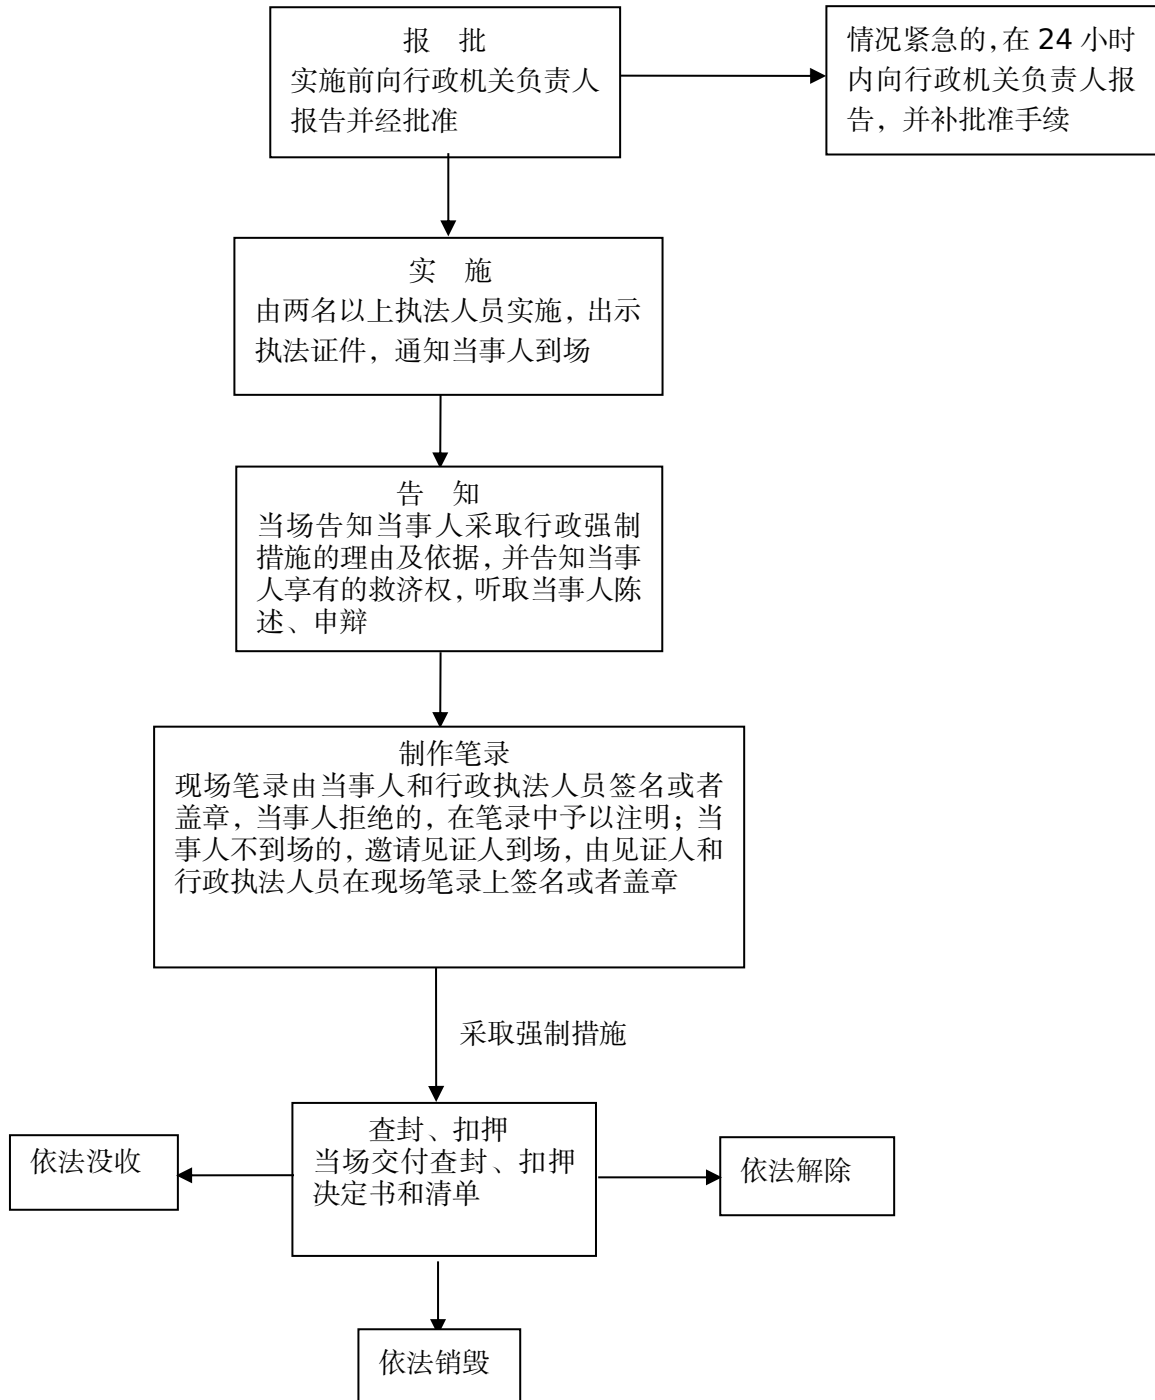 报 批
实施前向行政机关负责人
报告并经批准
情况紧急的，在 24 小时
内向行政机关负责人报
告，并补批准手续
实 施
由两名以上执法人员实施，出示
执法证件，通知当事人到场
告 知
当场告知当事人采取行政强制
措施的理由及依据，并告知当事
人享有的救济权，听取当事人陈
述、申辩
制作笔录
现场笔录由当事人和行政执法人员签名或者
盖章，当事人拒绝的，在笔录中予以注明；当
事人不到场的，邀请见证人到场，由见证人和
行政执法人员在现场笔录上签名或者盖章
采取强制措施
查封、扣押
当场交付查封、扣押
决定书和清单
依法没收
依法解除
依法销毁